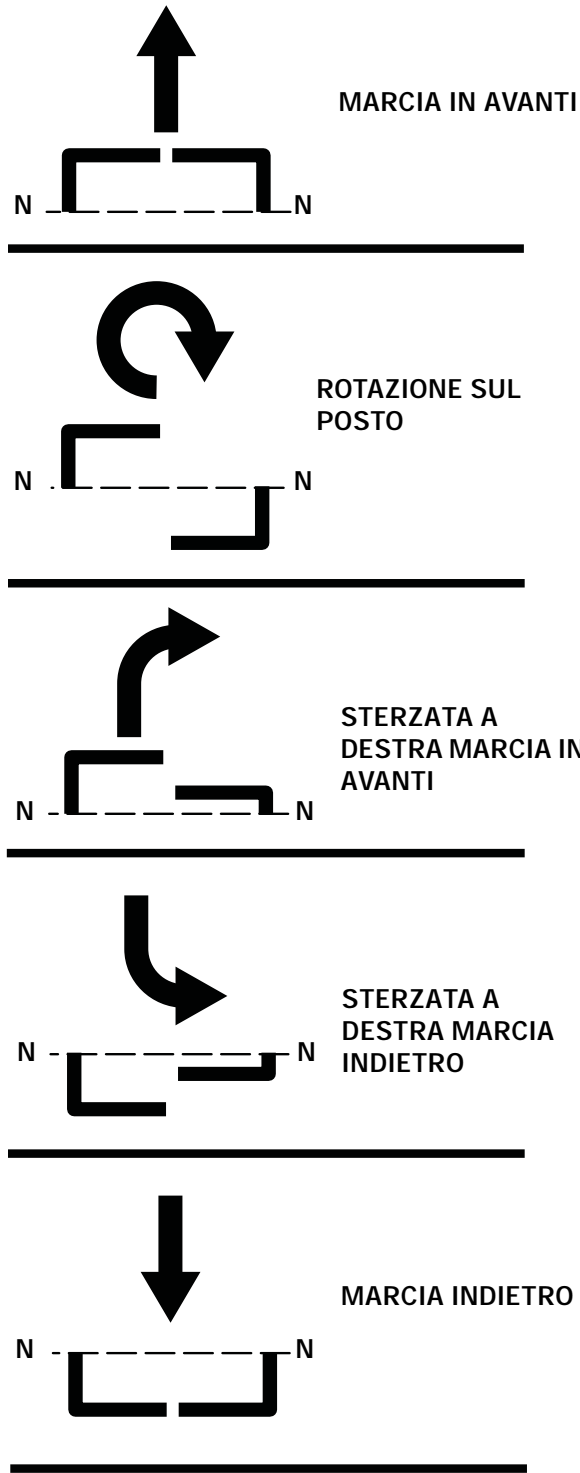 MARCIA IN AVANTI
N N
ROTAZIONE SUL
POSTO
N N
STERZATA A
DESTRA MARCIA IN
AVANTI
N N
STERZATA A
DESTRA MARCIA
INDIETRO
N N
MARCIA INDIETRO
N N